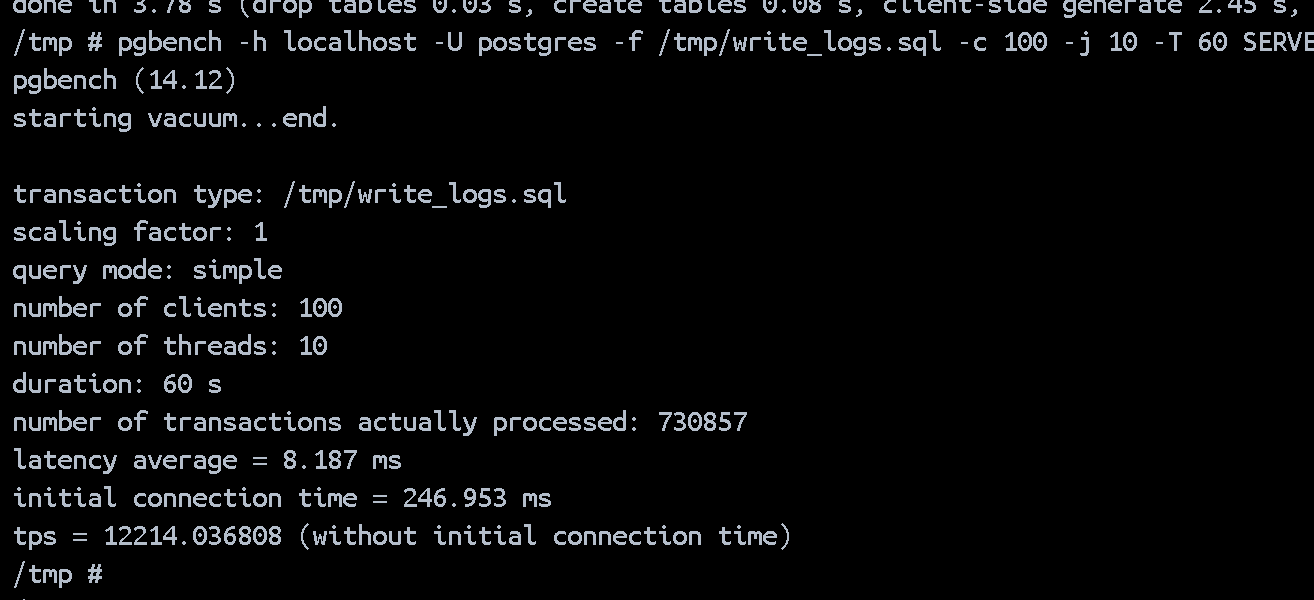 done in 3.78 s (drop tables 0.03 s, create tables 0.08 s, client-side generate 2.45 s,
/tmp # pgbench -h localhost -U postgres -f /tmp/write_logs.sql -c 100 -j 10 -T 60 SERVE
pgbench (14.12)
starting vacuum...end.
transaction type: /tmp/write_logs.sql
scaling factor: 1
query mode: simple
number of clients: 100
number of threads: 10
duration: 60 s
number of transactions actually processed: 730857
latency average = 8.187 ms
initial connection time = 246.953 ms
tps = 12214.036808 (without initial connection time)
/tmp #